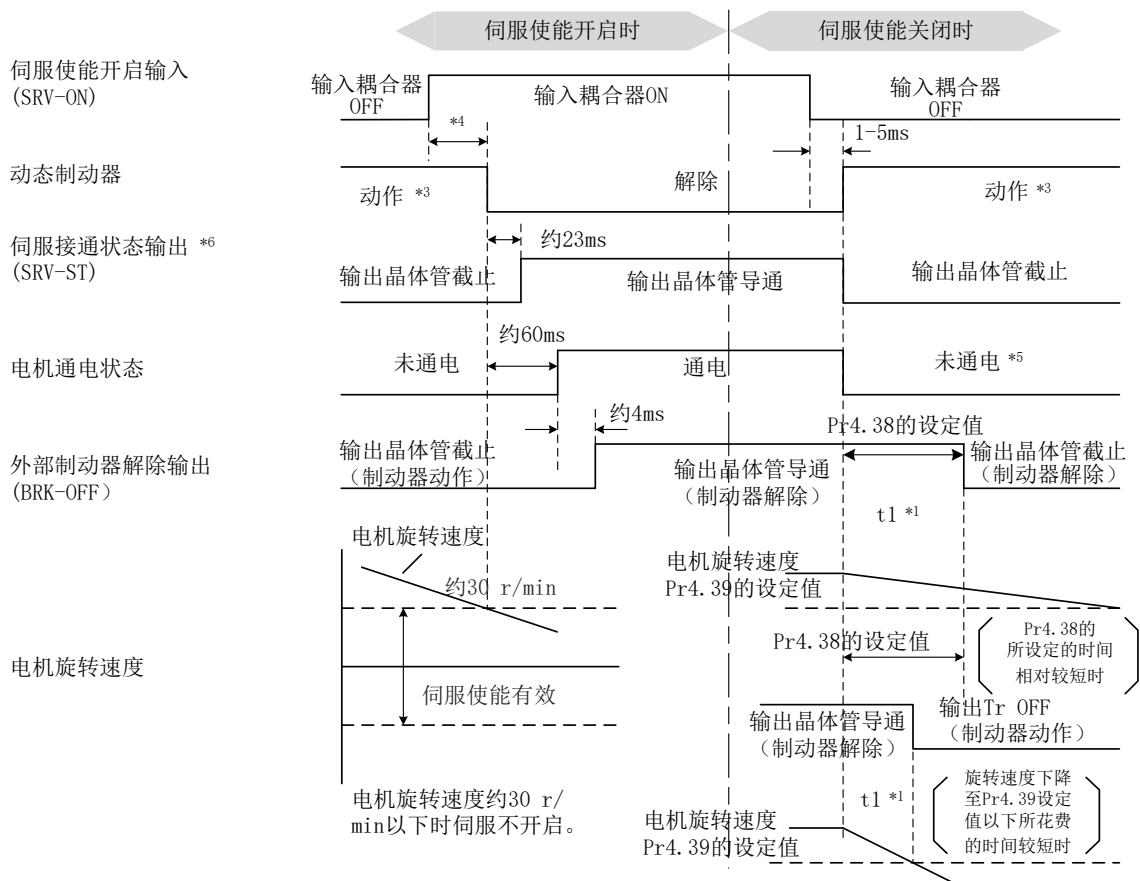 伺服使能开启时
伺服使能关闭时
伺服使能开启输入
(SRV-ON)
输入耦合器
OFF
输入耦合器ON
输入耦合器
OFF
*4
1-5ms
动态制动器
动作 *3
解除
动作 *3
伺服接通状态输出 *6
(SRV-ST)
约23ms
输出晶体管截止
输出晶体管导通
输出晶体管截止
约60ms
电机通电状态
未通电
通电
未通电 *5
约4ms
Pr4.38的设定值
外部制动器解除输出
(BRK-OFF)
输出晶体管截止
（制动器动作）
输出晶体管导通
（制动器解除）
输出晶体管截止
（制动器解除）
t1 *1
电机旋转速度
约30 r/min
电机旋转速度
Pr4.39的设定值
Pr4.38的设定值
Pr4.38的
所设定的时间
相对较短时
电机旋转速度
伺服使能有效
输出晶体管导通
（制动器解除）
输出Tr OFF
（制动器动作）
电机旋转速度约30 r/
min以下时伺服不开启。
t1 *1
旋转速度下降
至Pr4.39设定
值以下所花费
的时间较短时
电机旋转速度
Pr4.39的设定值